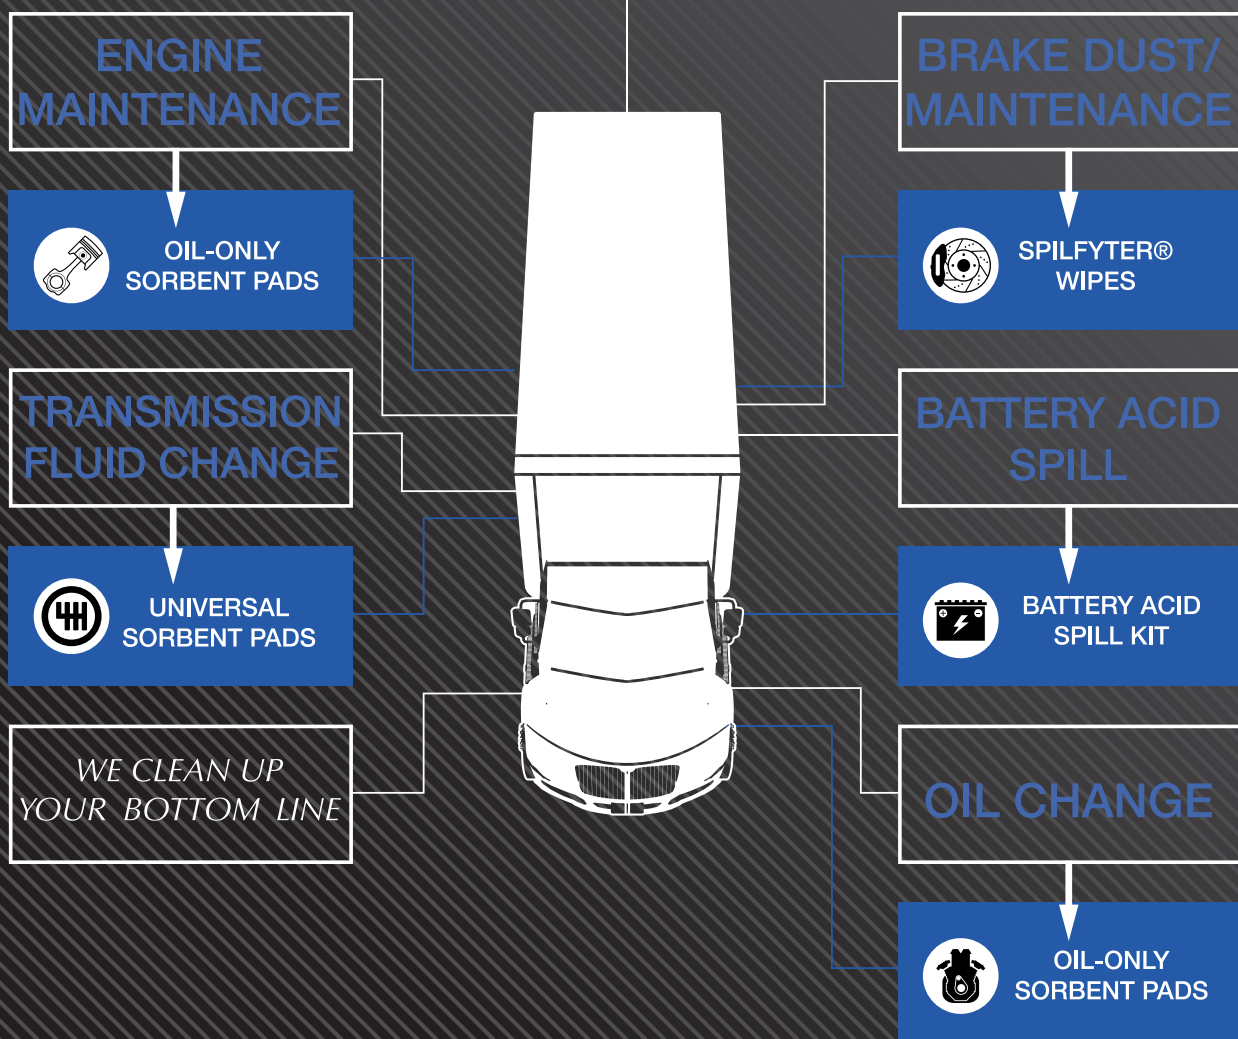 ENGINE
MAINTENANCE
OIL-ONLY
SORBENT PADS
TRANSMISSION
FLUID CHANGE
UNIVERSAL
SORBENT PADS
WE CLEAN UP
YOUR BOTTOM LINE
BRAKE DUST/
MAINTENANCE
SPILFYTER®
WIPES
BATTERY ACID
SPILL
BATTERY ACID
SPILL KIT
OIL CHANGE
OIL-ONLY
SORBENT PADS